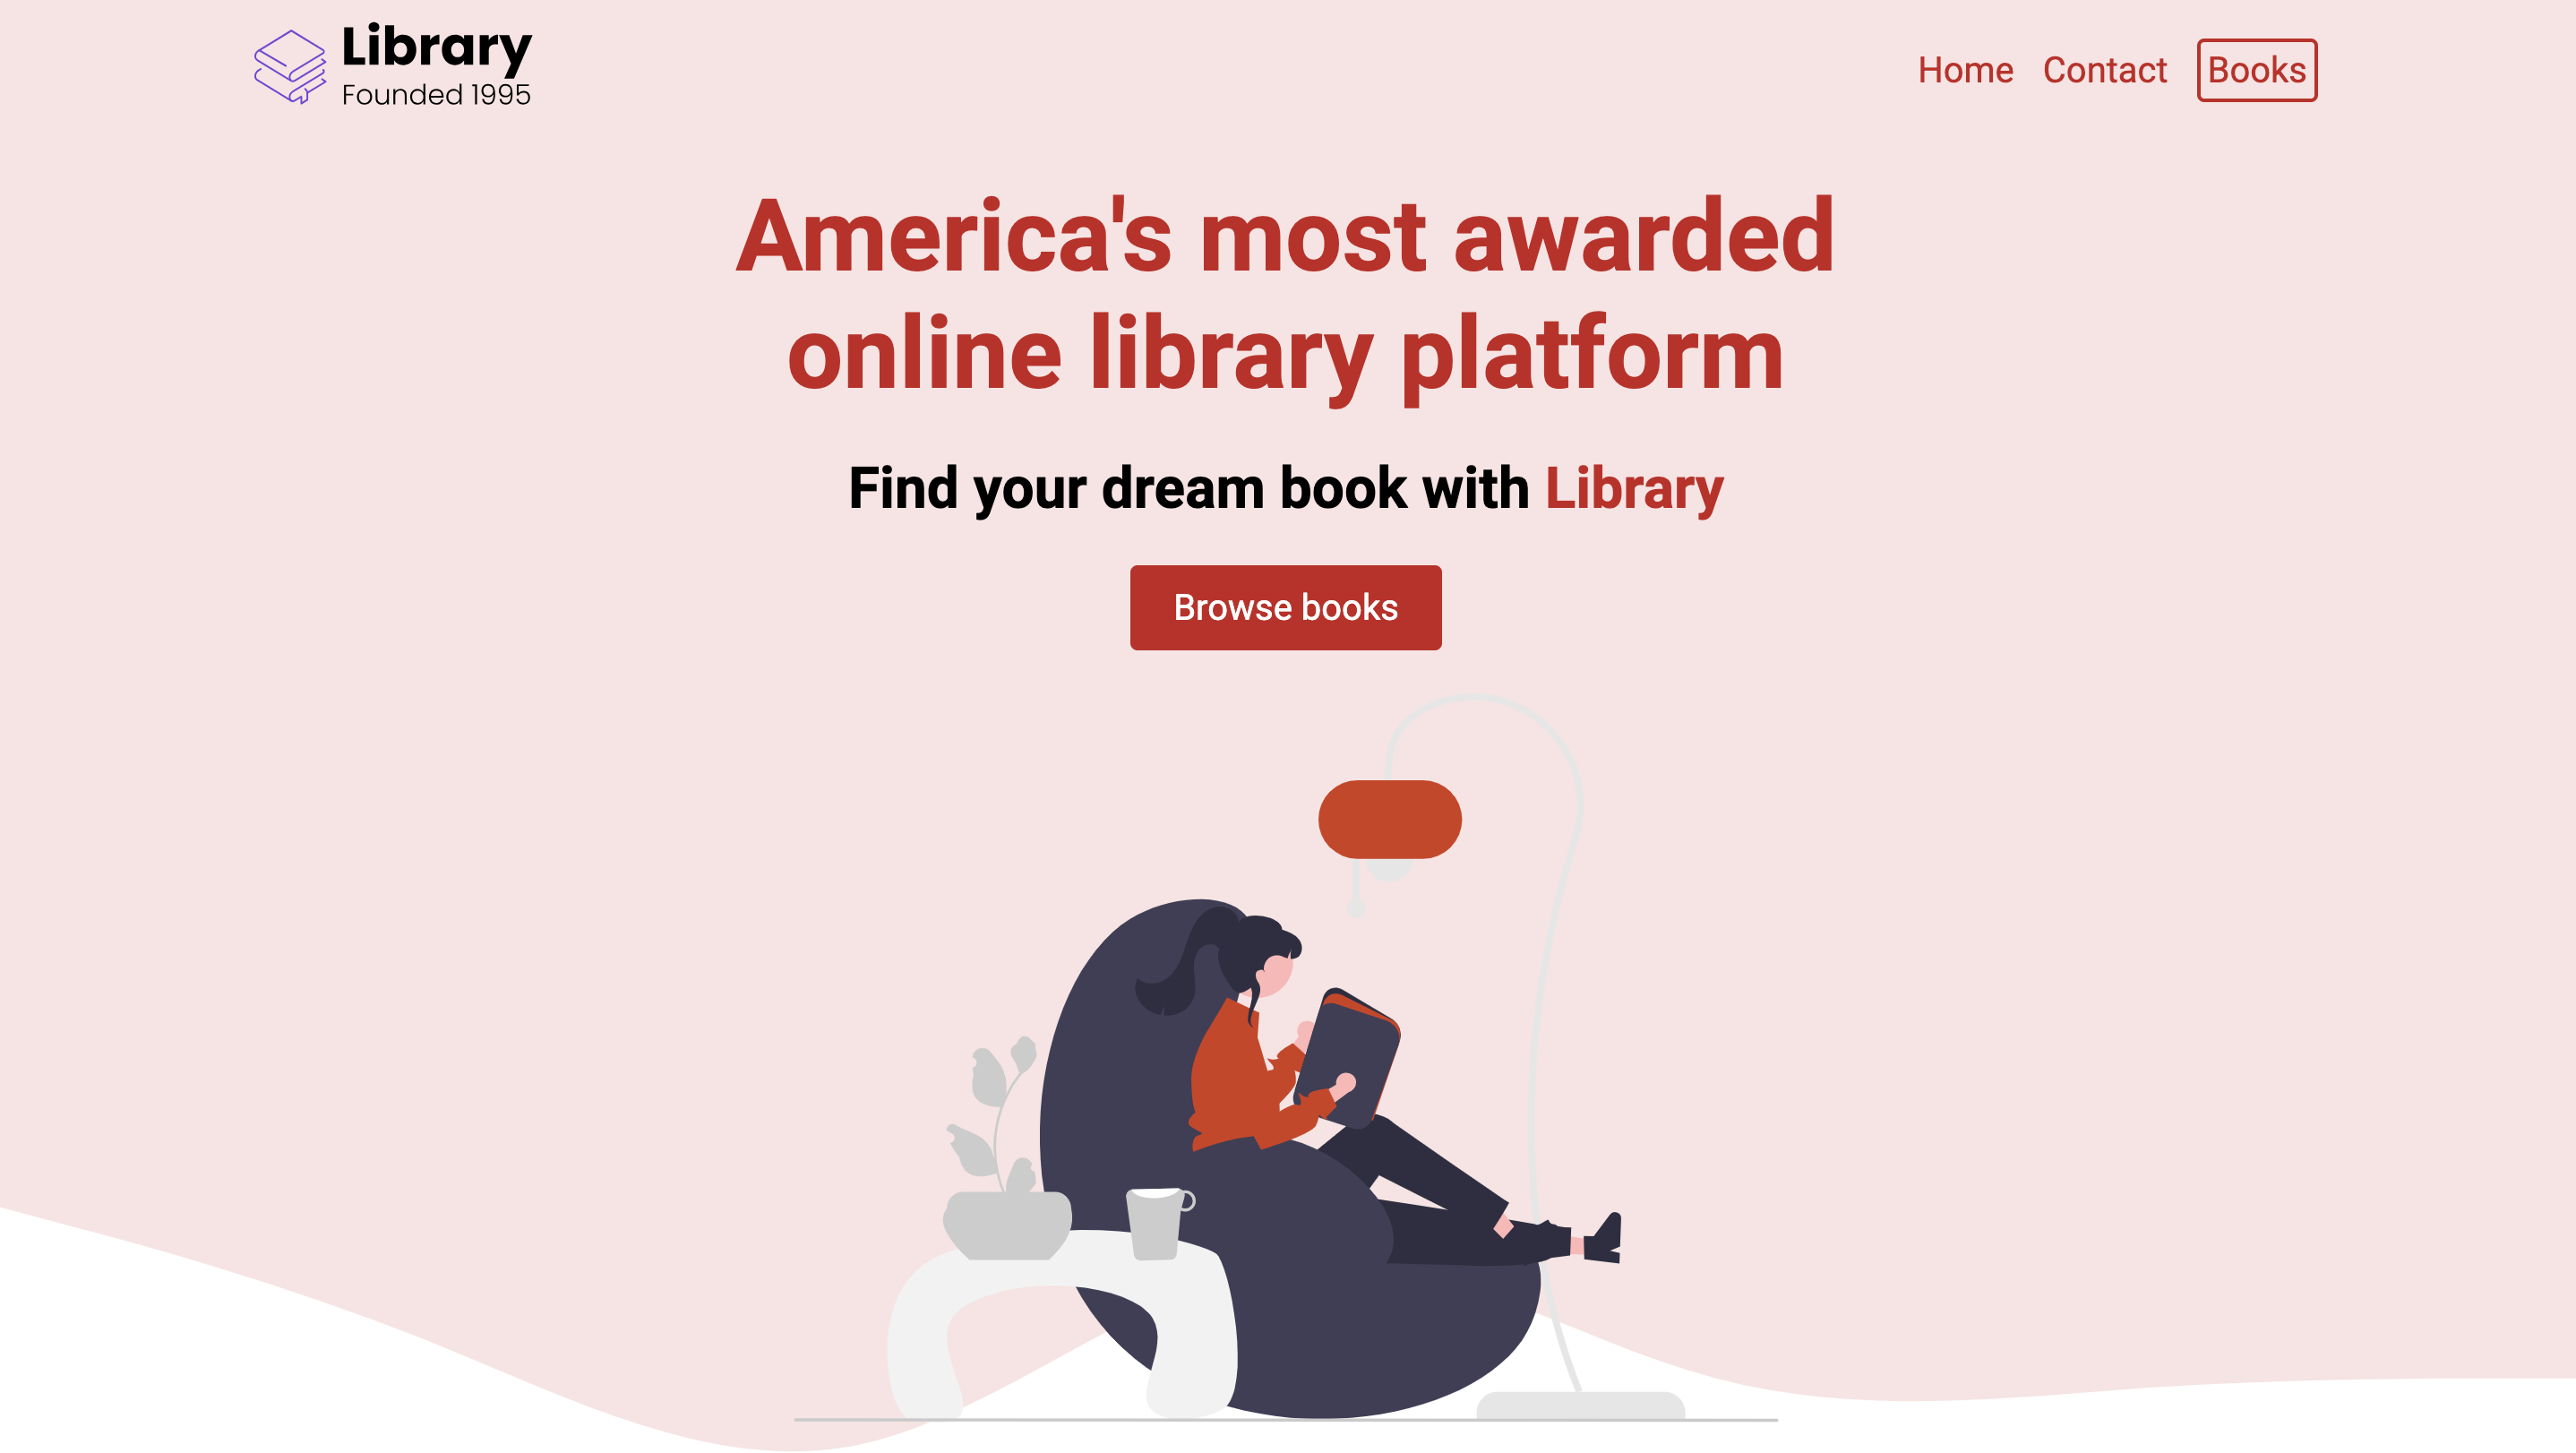 Library
Founded 1995
Home Contact Books
America's most awarded
online library platform
Find your dream book with Library
Browse books